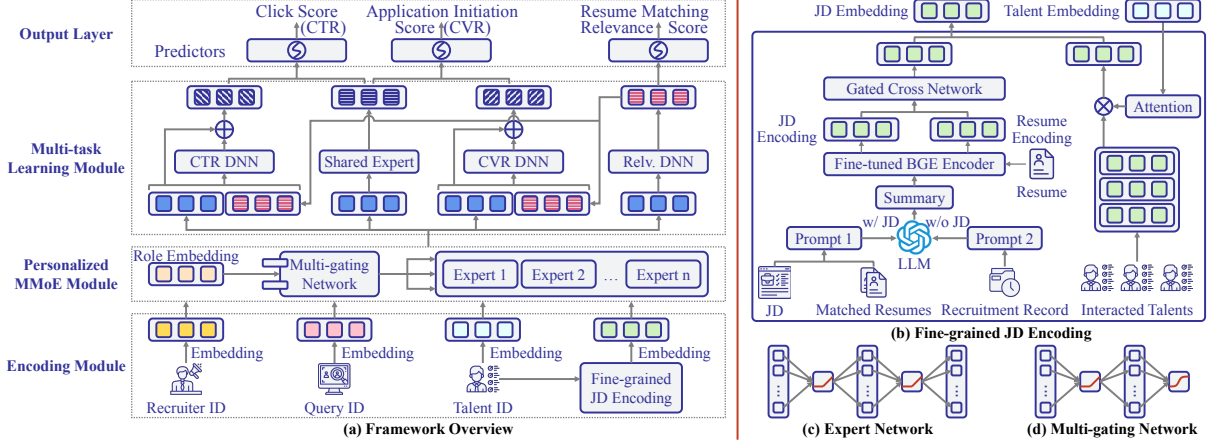 Output Layer
Click Score
(CTR)
Application Initiation
Score (CVR)
Resume Matching
Relevance Score
Predictors
Multi-task
Learning Module
CTR DNN
Shared Expert
CVR DNN
Relv. DNN
Personalized
MMoE Module
Role Embedding
Multi-gating
Network
Expert 1
Expert 2
...
Expert n
Encoding Module
Embedding
Embedding
Embedding
Embedding
Recruiter ID
Query ID
Talent ID
Fine-grained
JD Encoding
(a) Framework Overview
JD Embedding
Talent Embedding
Gated Cross Network
Attention
JD
Encoding
Resume
Encoding
Fine-tuned BGE Encoder
Resume
Summary
w/ JD
w/o JD
Prompt 1
LLM
Prompt 2
JD
Matched Resumes
Recruitment Record
Interacted Talents
(b) Fine-grained JD Encoding
(c) Expert Network
(d) Multi-gating Network